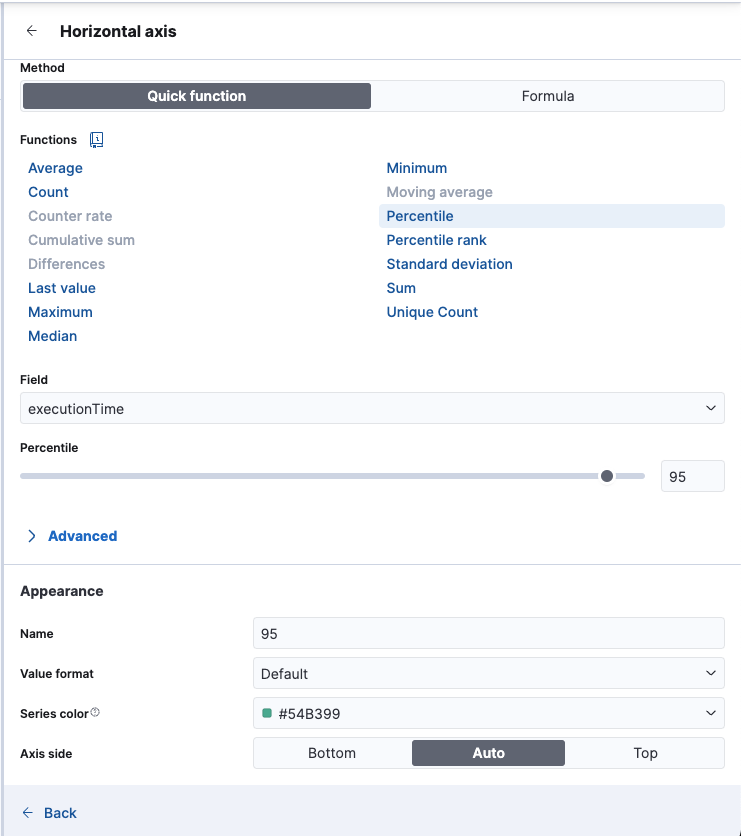 Horizontal axis
Method
Quick function
Formula
Functions
Average
Count
Counter rate
Cumulative sum
Differences
Last value
Maximum
Median
Minimum
Moving average
Percentile
Percentile rank
Standard deviation
Sum
Unique Count
Field
executionTime
Percentile
95
Advanced
Appearance
Name
95
Value format
Default
Series color
#54B399
Axis side
Bottom
Auto
Top
Back